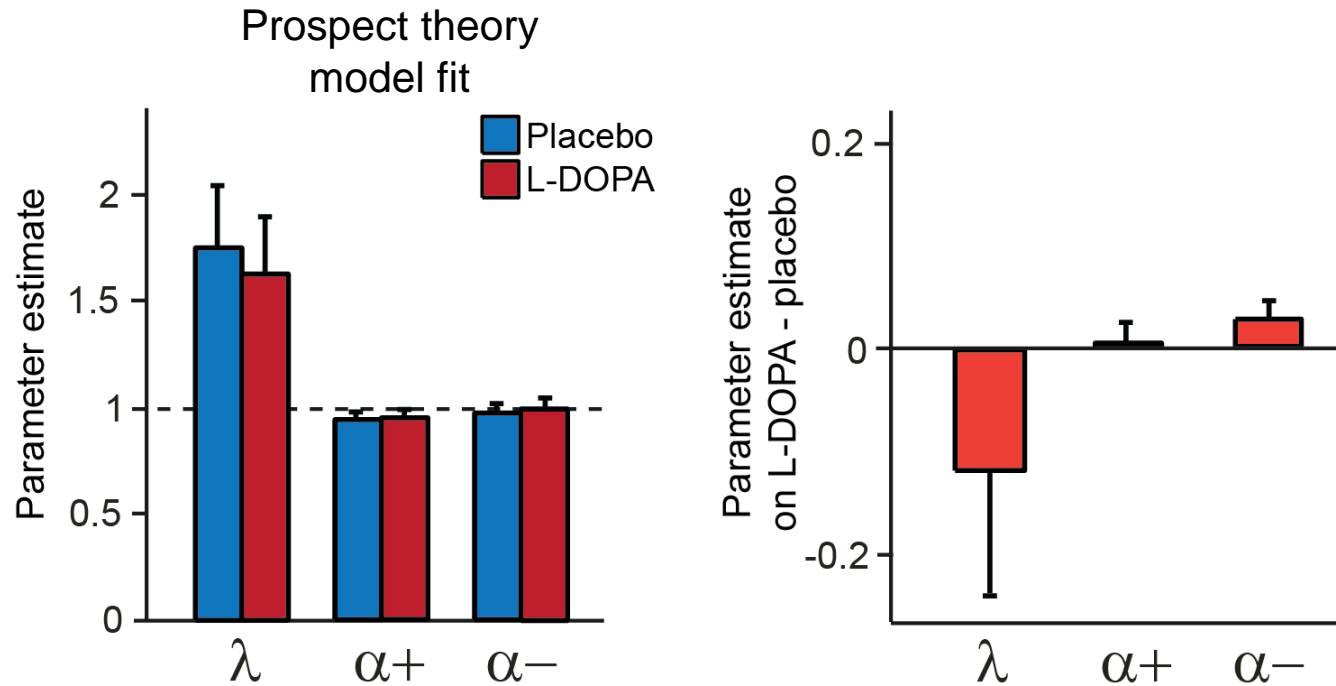 Prospect theory
model fit
Placebo
L-DOPA
Parameter estimate
2
1.5
1
0.5
0
λ
α+
α−
Parameter estimate
on L-DOPA - placebo
0.2
0
-0.2
λ
α+
α−